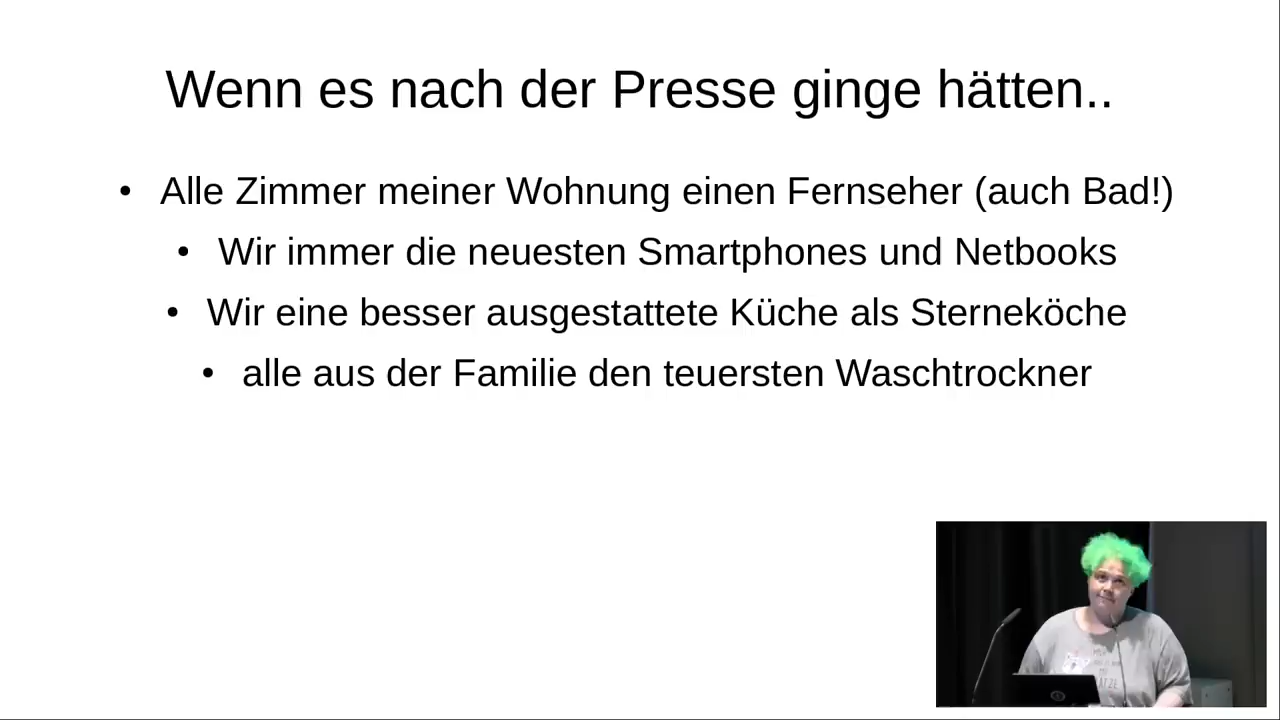 Wenn es nach der Presse ginge hätten..
• Alle Zimmer meiner Wohnung einen Fernseher (auch Bad!)
• Wir immer die neuesten Smartphones und Netbooks
• Wir eine besser ausgestattete Küche als Sterneköche
• alle aus der Familie den teuersten Waschtrockner